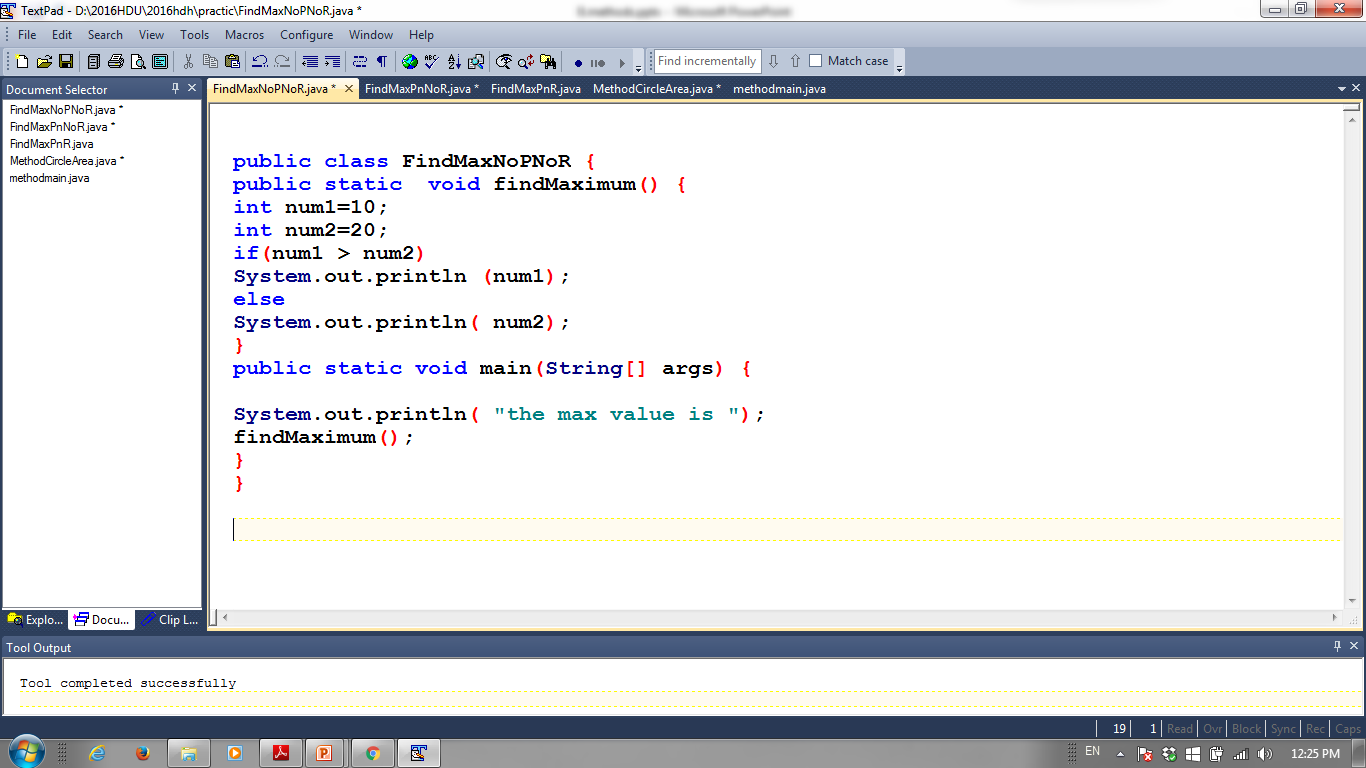 TextPad - D:\2016HDU\2016hdh\practic\FindMaxNoPNoR.java *
File Edit Search View Tools Macros Configure Window Help
Find incrementally Match case
Document Selector
FindMaxNoPNoR.java *
FindMaxPnNoR.java *
FindMaxPnR.java
MethodCircleArea.java *
methodmain.java
FindMaxNoPNoR.java * FindMaxPnNoR.java * FindMaxPnR.java MethodCircleArea.java * methodmain.java
public class FindMaxNoPNoR {
public static  void findMaximum() {
int num1=10;
int num2=20;
if(num1 > num2)
System.out.println (num1);
else
System.out.println( num2);
}
public static void main(String[] args) {
System.out.println( "the max value is ");
findMaximum();
}
}
Explo... Docu... Clip L...
Tool Output
Tool completed successfully
19 1 Read Ovr Block Sync Rec Caps
EN 12:25 PM